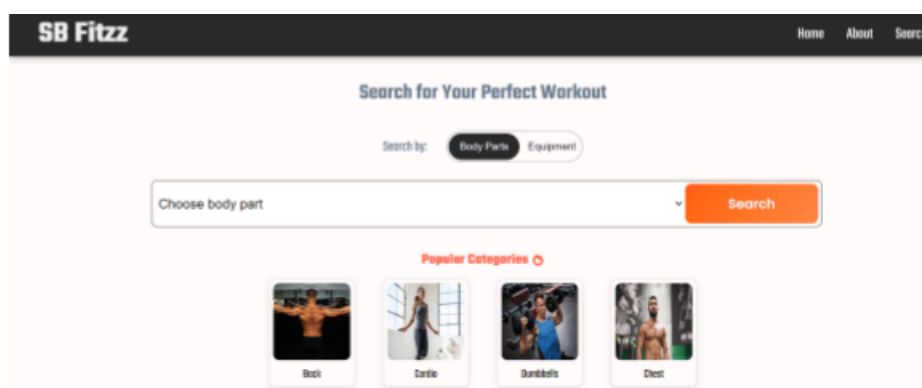 SB Fitzz
Home About Searc
Search for Your Perfect Workout
Search by: Body Parts Equipment
Choose body part Search
Popular Categories
Back Cardio Dumbbells Chest